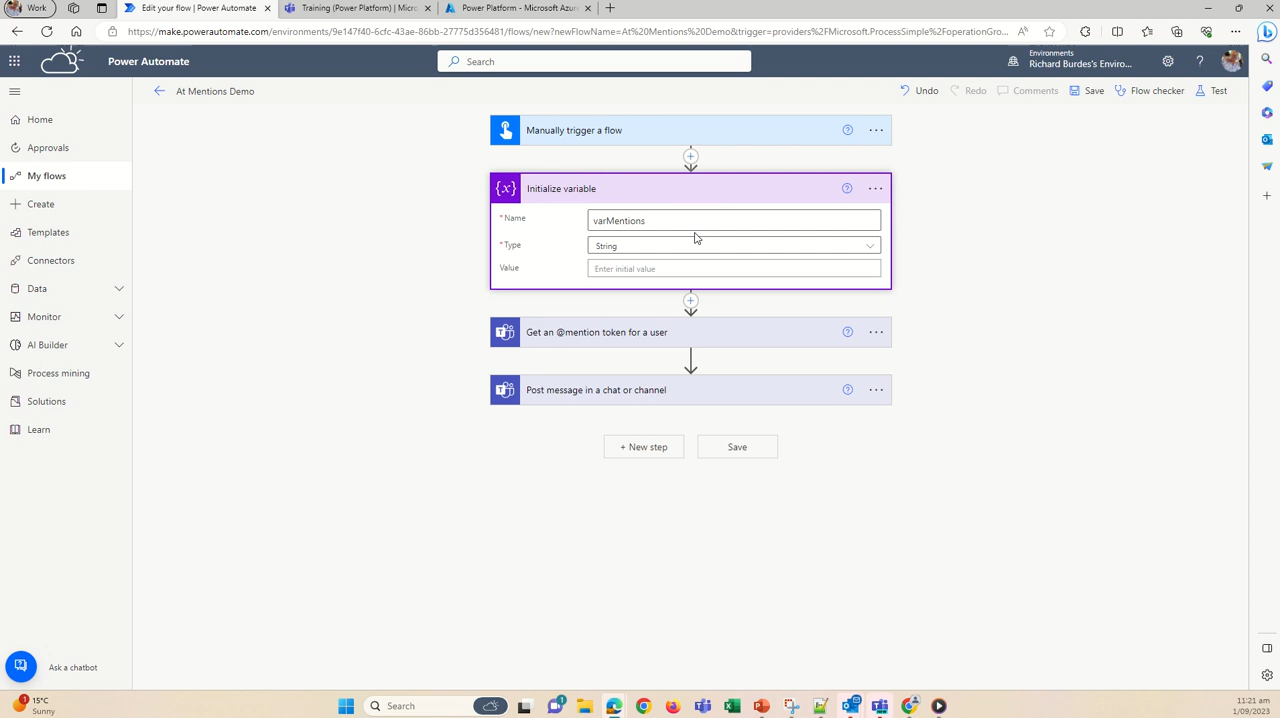 Work
Edit your flow | Power Automate
Training (Power Platform) | Micro
Power Platform - Microsoft Azur
https://make.powerautomate.com/environments/9e147f40-6cfc-43ae-86bb-27757d356481/flows/new?newFlowName=At%20Mentions%20Demo&trigger=providers%2FMicrosoft.ProcessSimple%2FoperationGro...
Power Automate
Search
Environments
Richard Burdes's Enviro...
At Mentions Demo
Undo
Redo
Comments
Save
Flow checker
Test
Home
Approvals
My flows
Create
Templates
Connectors
Data
Monitor
AI Builder
Process mining
Solutions
Learn
Ask a chatbot
Manually trigger a flow
{x} Initialize variable
* Name
varMentions
* Type
String
Value
Enter initial value
Get an @mention token for a user
Post message in a chat or channel
+ New step
Save
15°C
Sunny
Search
11:21 am
1/09/2023